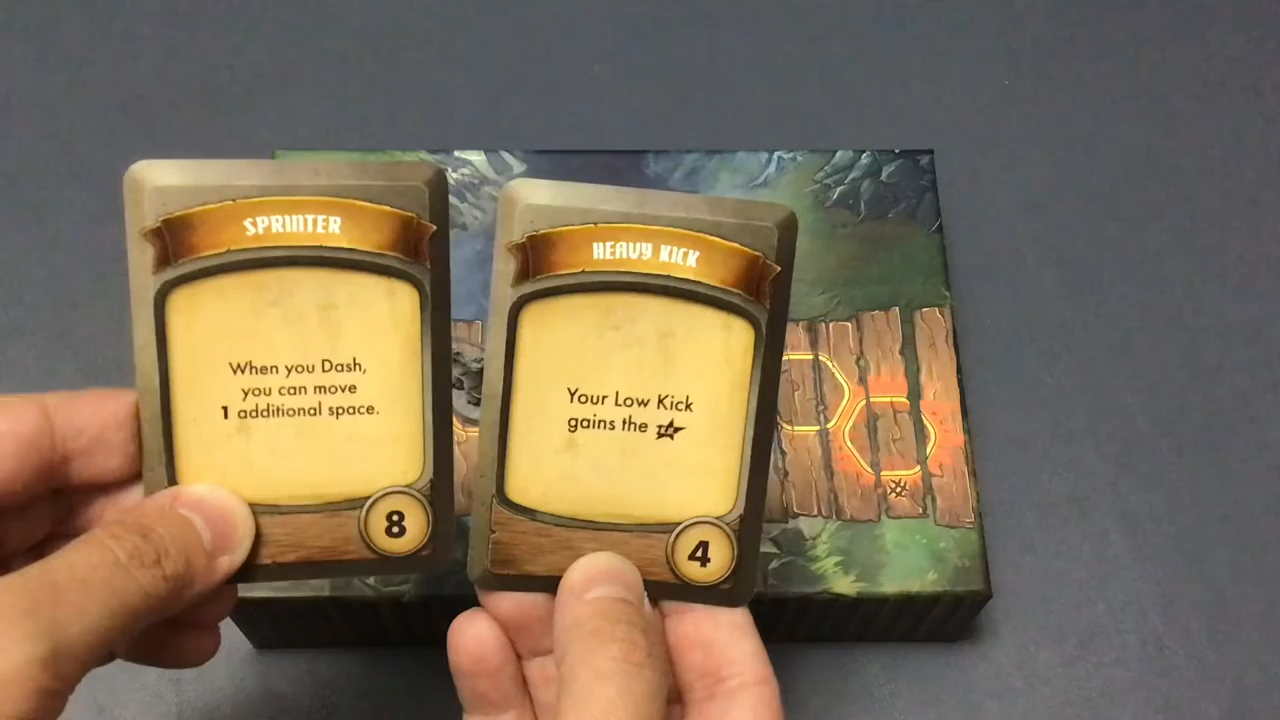 SPRINTER
When you Dash,
you can move
1 additional space.
8
HEAVY KICK
Your Low Kick
gains the
4